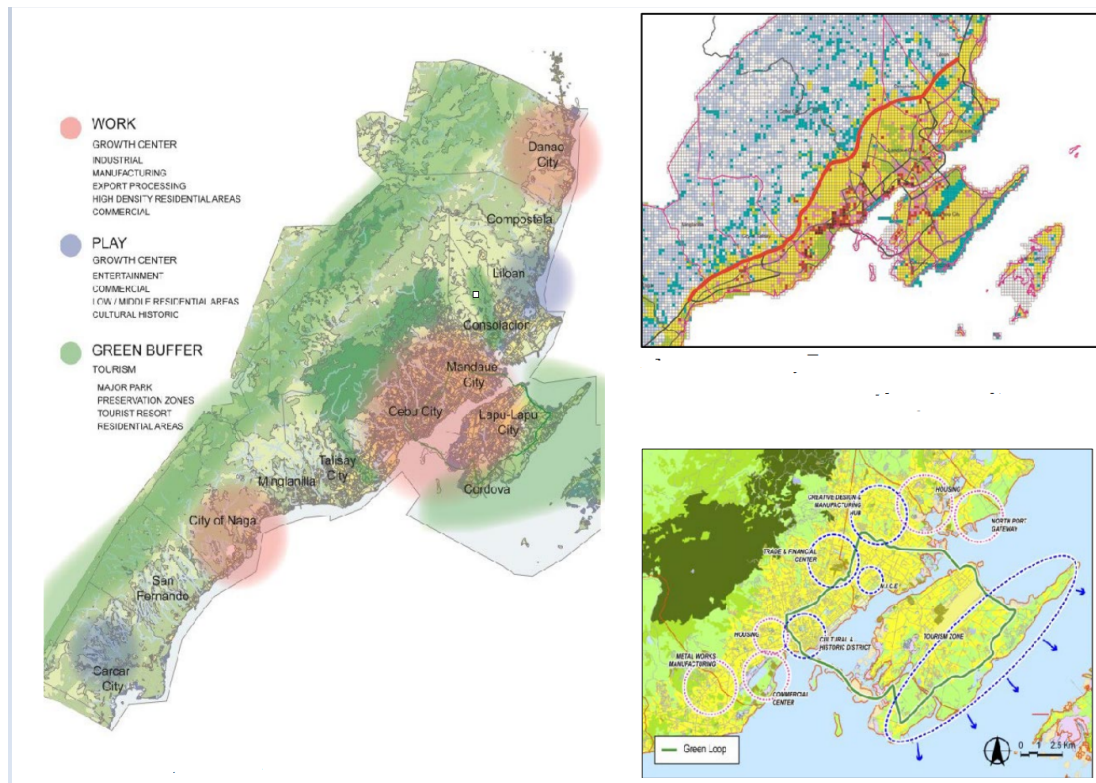 WORK
GROWTH CENTER
INDUSTRIAL
MANUFACTURING
EXPORT PROCESSING
HIGH DENSITY RESIDENTIAL AREAS
COMMERCIAL
PLAY
GROWTH CENTER
ENTERTAINMENT
COMMERCIAL
LOW / MIDDLE RESIDENTIAL AREAS
CULTURAL HISTORIC
GREEN BUFFER
TOURISM
MAJOR PARK
PRESERVATION ZONES
TOURIST RESORT
RESIDENTIAL AREAS
Danao
City
Compostela
Liloan
Consolacion
Mandaue
City
Cebu City
Lapu-Lapu
City
Talisay
City
Cordova
Minglanilla
City of Naga
San
Fernando
Carcar
City
CREATIVE DESIGN &
MANUFACTURING
HUB
HOUSING
NORTH PORT
GATEWAY
TRADE & FINANCIAL
CENTER
HOUSING
CULTURAL &
HISTORIC DISTRICT
TOURISM ZONE
METAL WORKS
MANUFACTURING
COMMERCIAL
CENTER
Green Loop
0 1 2.5 Km